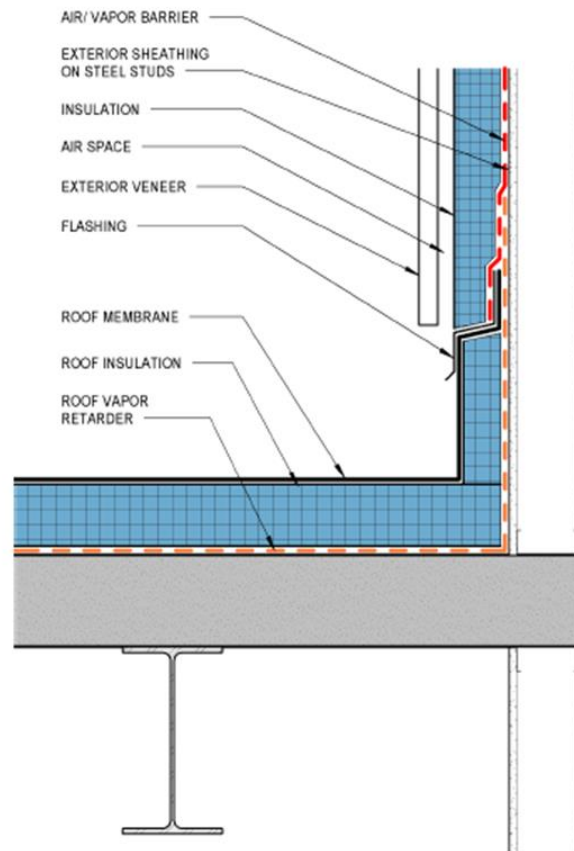 AIR/ VAPOR BARRIER
EXTERIOR SHEATHING
ON STEEL STUDS
INSULATION
AIR SPACE
EXTERIOR VENEER
FLASHING
ROOF MEMBRANE
ROOF INSULATION
ROOF VAPOR
RETARDER